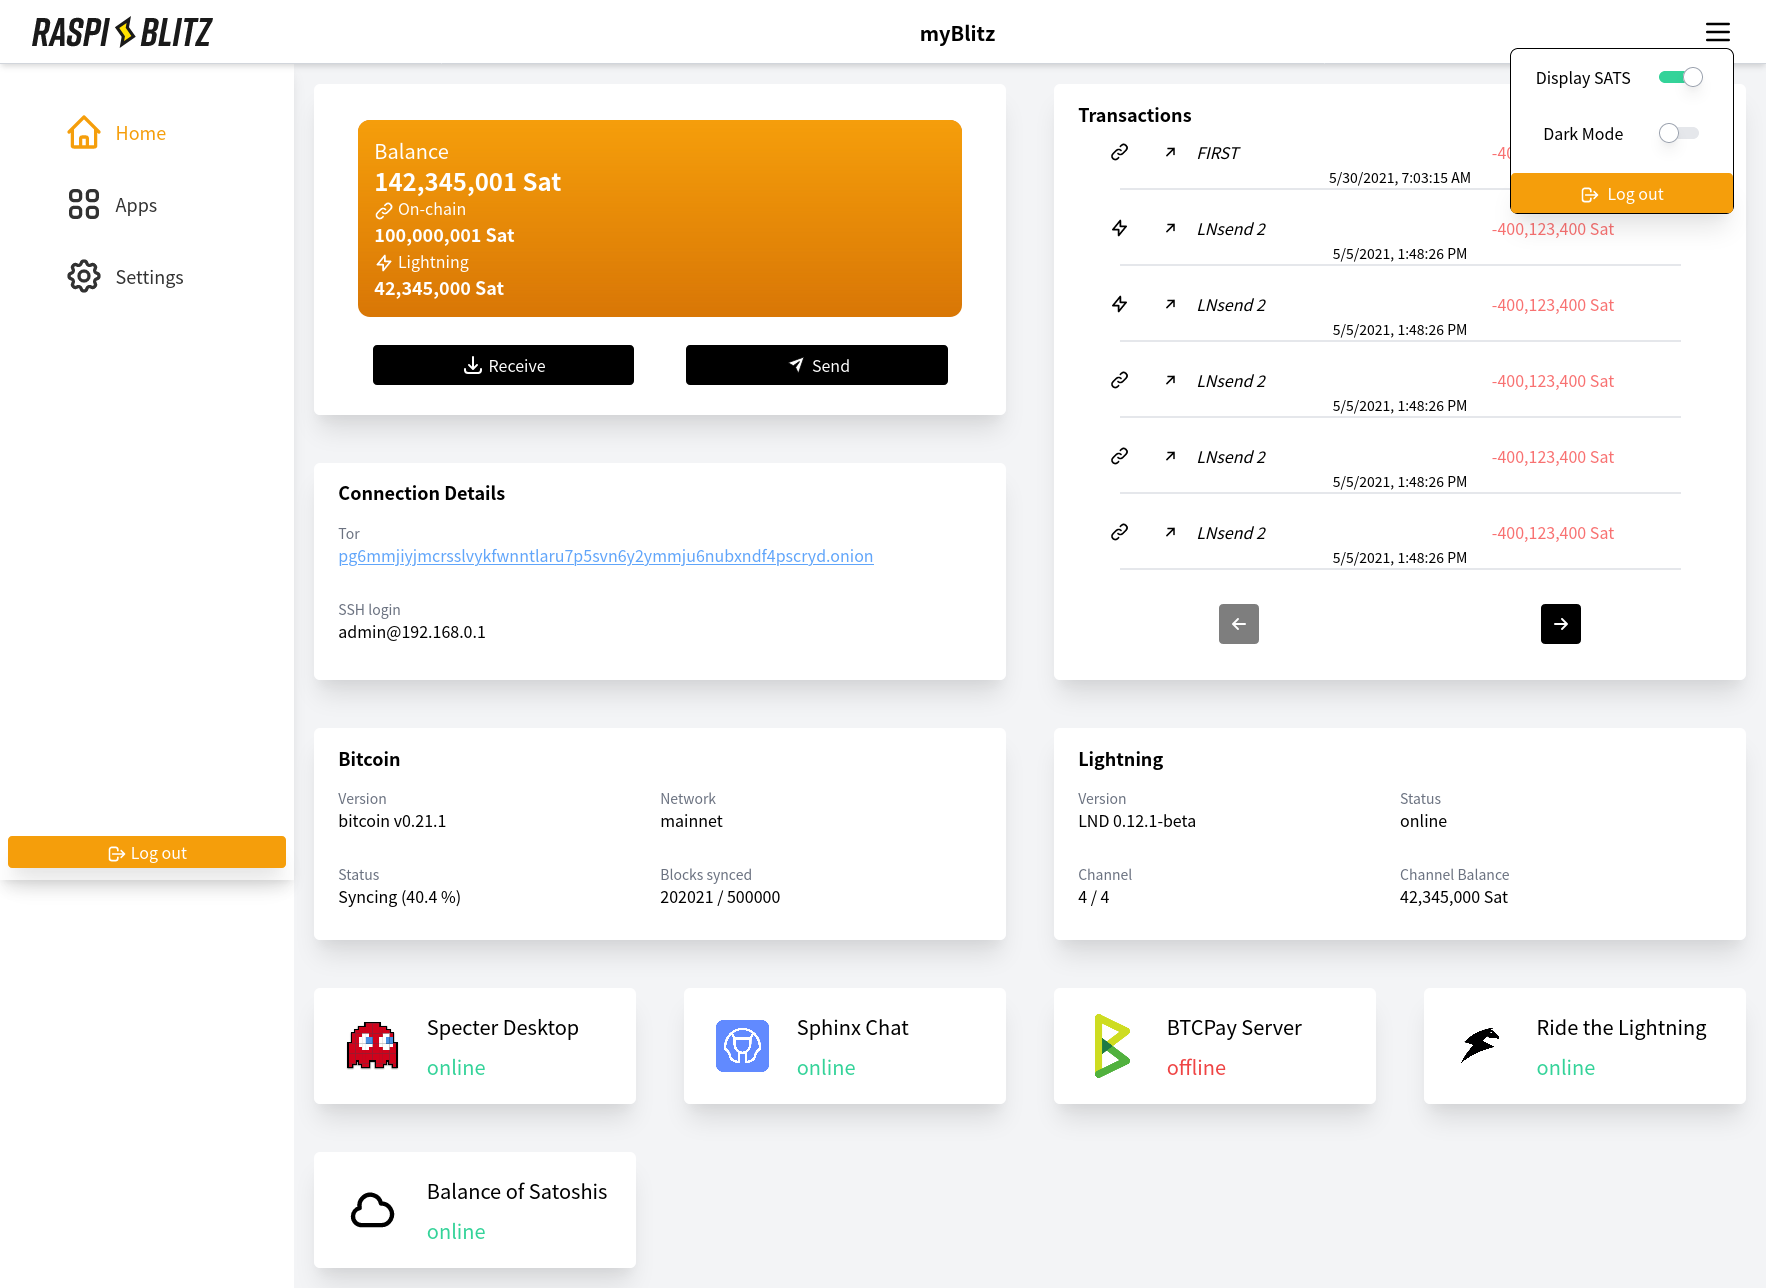 RASPI BLITZ
myBlitz
Display SATS
Dark Mode
Log out
Home
Apps
Settings
Log out
Balance
142,345,001 Sat
On-chain
100,000,001 Sat
Lightning
42,345,000 Sat
Receive
Send
Transactions
FIRST -40
5/30/2021, 7:03:15 AM
LNsend 2 -400,123,400 Sat
5/5/2021, 1:48:26 PM
LNsend 2 -400,123,400 Sat
5/5/2021, 1:48:26 PM
LNsend 2 -400,123,400 Sat
5/5/2021, 1:48:26 PM
LNsend 2 -400,123,400 Sat
5/5/2021, 1:48:26 PM
LNsend 2 -400,123,400 Sat
5/5/2021, 1:48:26 PM
Connection Details
Tor
pg6mmjiyjmcrsslvykfwnntlaru7p5svn6y2ymmju6nubxndf4pscryd.onion
SSH login
admin@192.168.0.1
Bitcoin
Version
bitcoin v0.21.1
Network
mainnet
Status
Syncing (40.4 %)
Blocks synced
202021 / 500000
Lightning
Version
LND 0.12.1-beta
Status
online
Channel
4 / 4
Channel Balance
42,345,000 Sat
Specter Desktop
online
Sphinx Chat
online
BTCPay Server
offline
Ride the Lightning
online
Balance of Satoshis
online